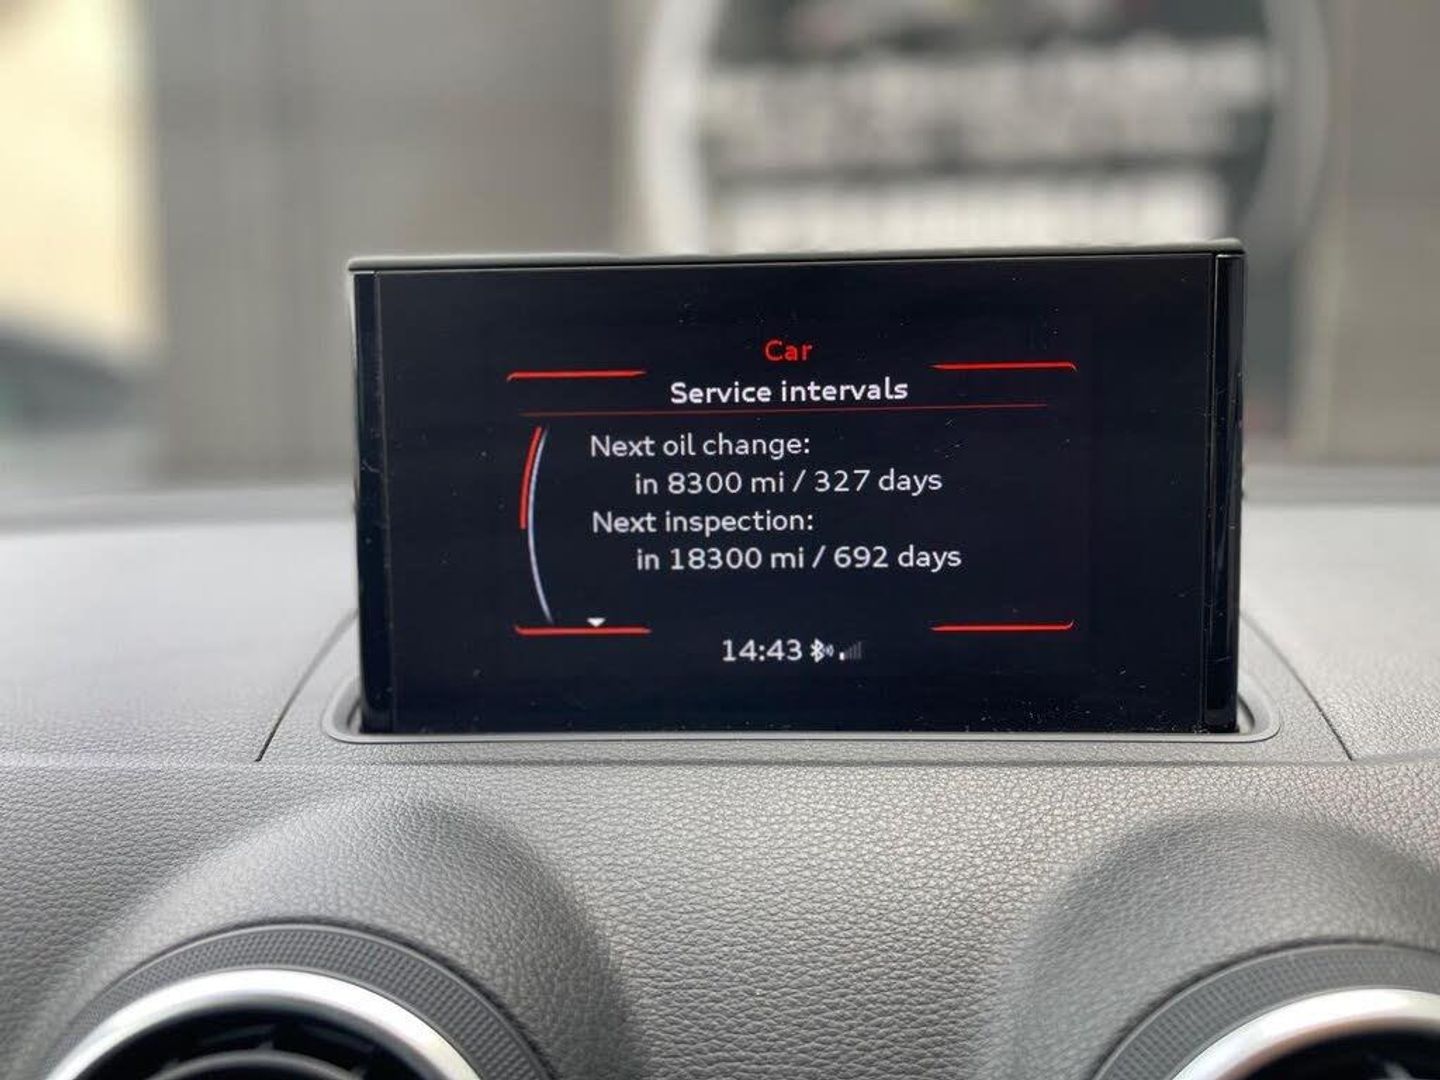 Car
Service intervals
Next oil change:
in 8300 mi / 327 days
Next inspection:
in 18300 mi / 692 days
14:43